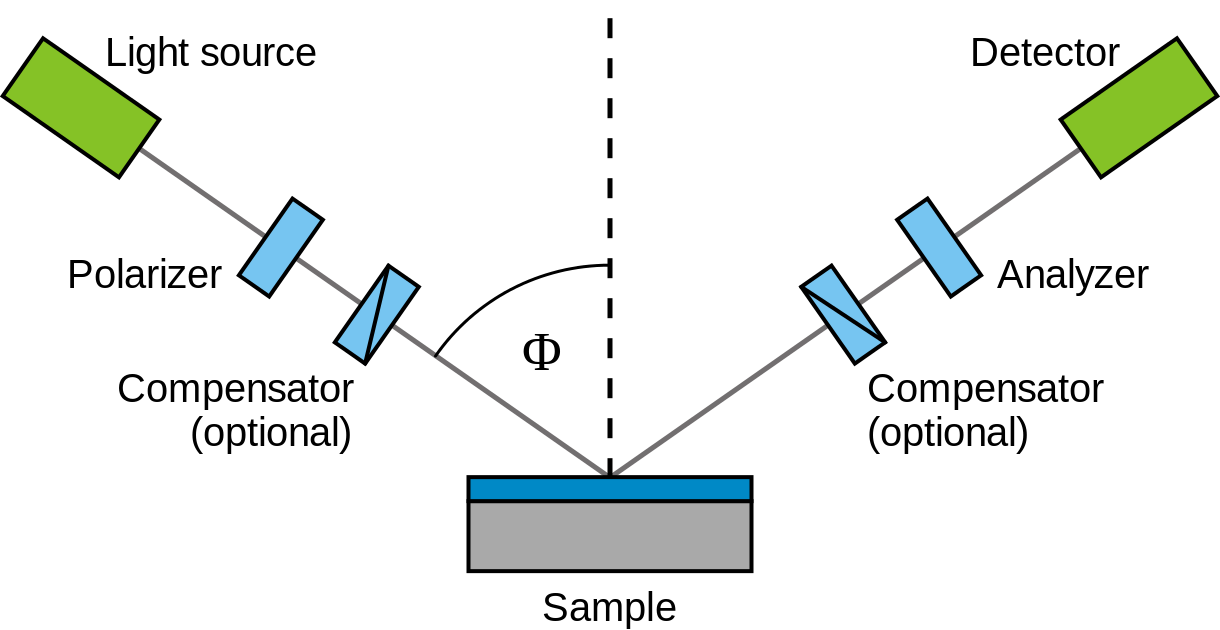 Light source
Detector
Polarizer
Analyzer
Φ
Compensator
(optional)
Compensator
(optional)
Sample